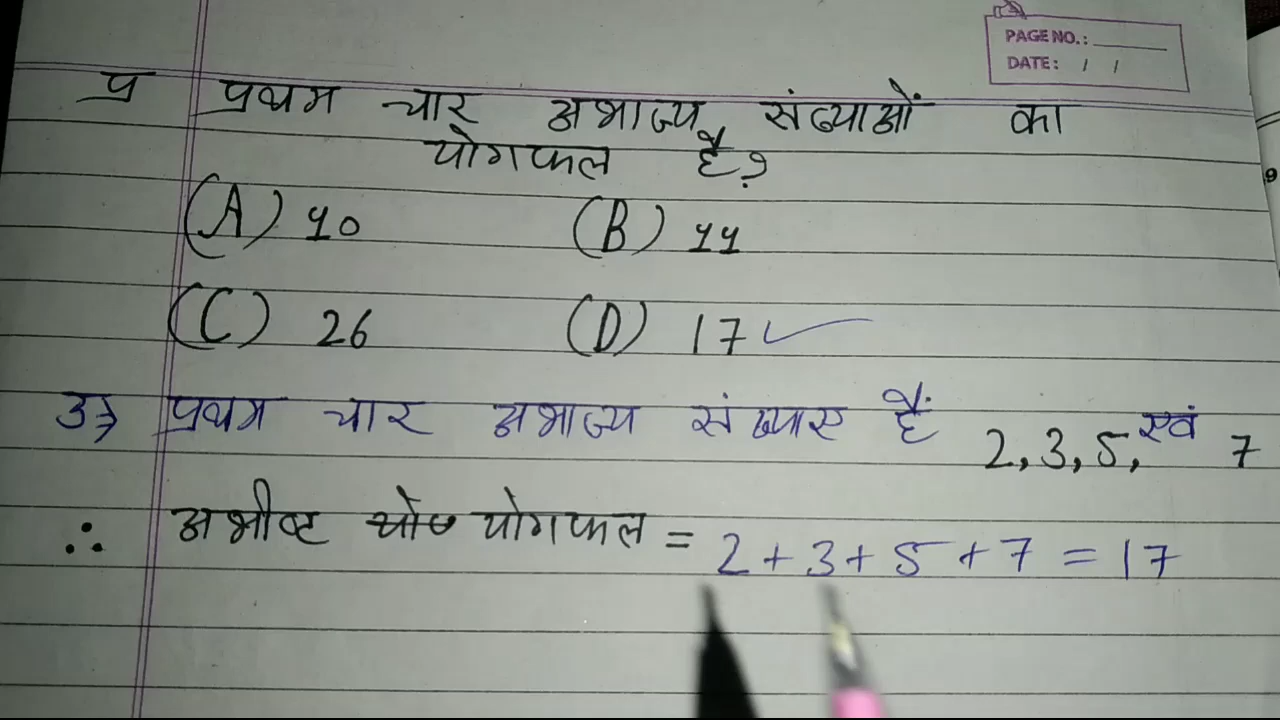 PAGE NO.:
DATE: / /
प्र प्रथम चार अभाज्य संख्याओं का
योगफल है?
(A) 10 (B) 11
(C) 26 (D) 17 ✓
उ→ प्रथम चार अभाज्य संख्याए हैं 2, 3, 5, एवं 7
∴ अभीष्ट योगफल = 2 + 3 + 5 + 7 = 17